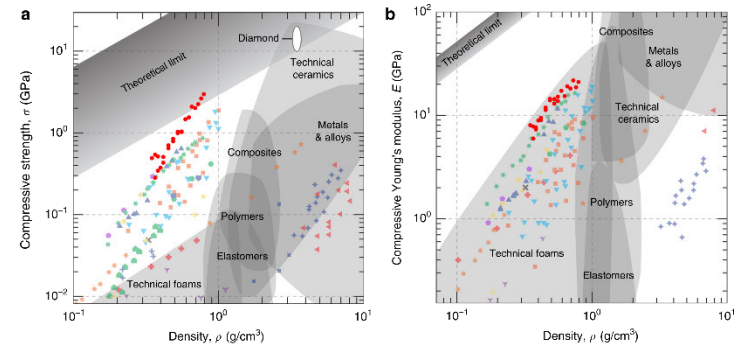 a
Compressive strength, σ (GPa)
10¹
10⁰
10⁻¹
10⁻²
Theoretical limit
Diamond
Technical
ceramics
Metals
& alloys
Composites
Polymers
Elastomers
Technical foams
10⁻¹
10⁰
10¹
Density, ρ (g/cm³)
b
Compressive Young's modulus, E (GPa)
10²
10¹
10⁰
Theoretical limit
Composites
Metals
& alloys
Technical
ceramics
Polymers
Technical foams
Elastomers
10⁻¹
10⁰
10¹
Density, ρ (g/cm³)